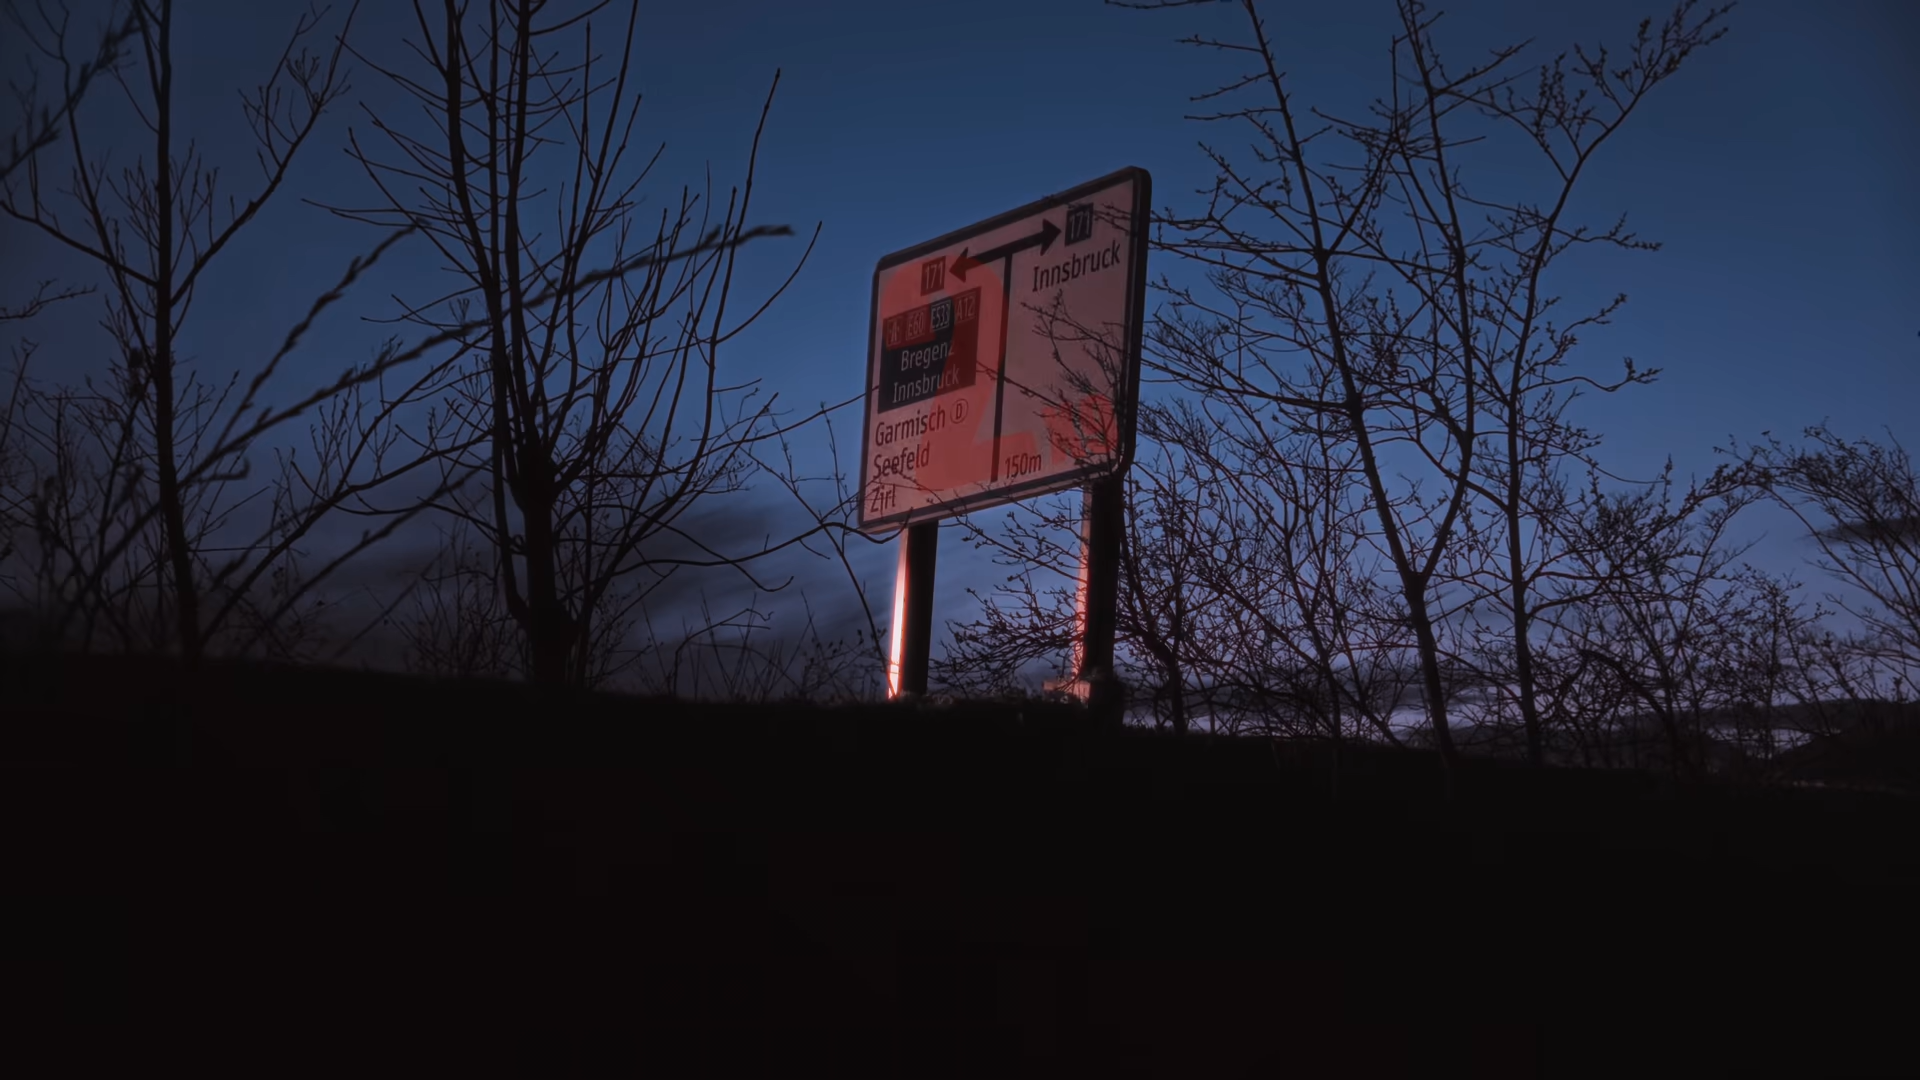 171
Innsbruck
171
E60 E533 A12
Bregenz
Innsbruck
Garmisch D
Seefeld
Zirl
150m